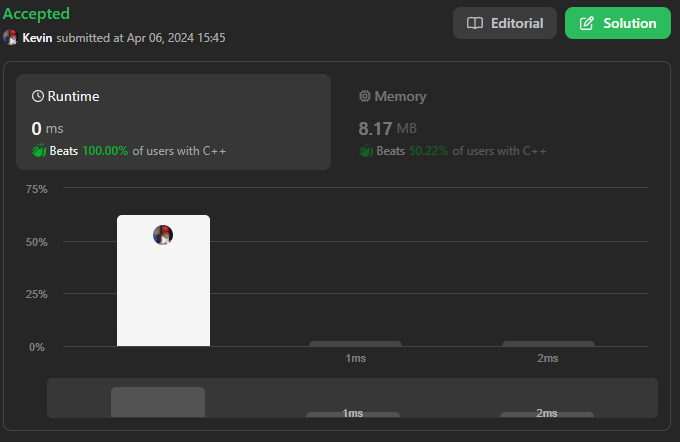 Accepted
Kevin submitted at Apr 06, 2024 15:45
Editorial
Solution
Runtime
0 ms
Beats 100.00% of users with C++
Memory
8.17 MB
Beats 50.22% of users with C++
75%
50%
25%
0%
1ms
2ms
1ms
2ms